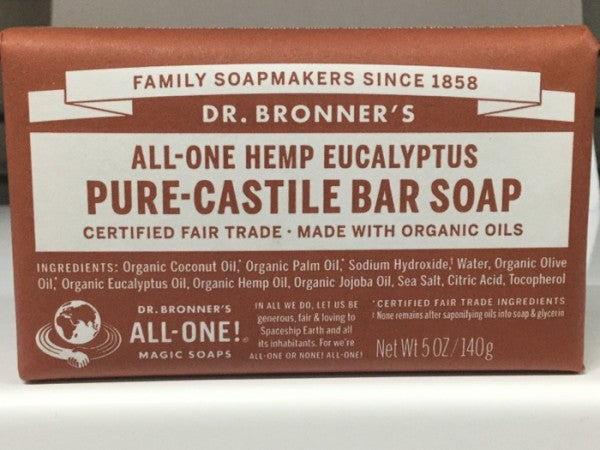 FAMILY SOAPMAKERS SINCE 1858
DR. BRONNER'S
ALL-ONE HEMP EUCALYPTUS
PURE-CASTILE BAR SOAP
CERTIFIED FAIR TRADE · MADE WITH ORGANIC OILS
INGREDIENTS: Organic Coconut Oil,* Organic Palm Oil,* Sodium Hydroxide,‡ Water, Organic Olive
Oil,* Organic Eucalyptus Oil, Organic Hemp Oil, Organic Jojoba Oil, Sea Salt, Citric Acid, Tocopherol
DR. BRONNER'S
ALL-ONE!®
MAGIC SOAPS
IN ALL WE DO, LET US BE
generous, fair & loving to
Spaceship Earth and all
its inhabitants. For we're
ALL-ONE OR NONE! ALL-ONE!
*CERTIFIED FAIR TRADE INGREDIENTS
‡ None remains after saponifying oils into soap & glycerin
Net Wt 5 OZ/140g